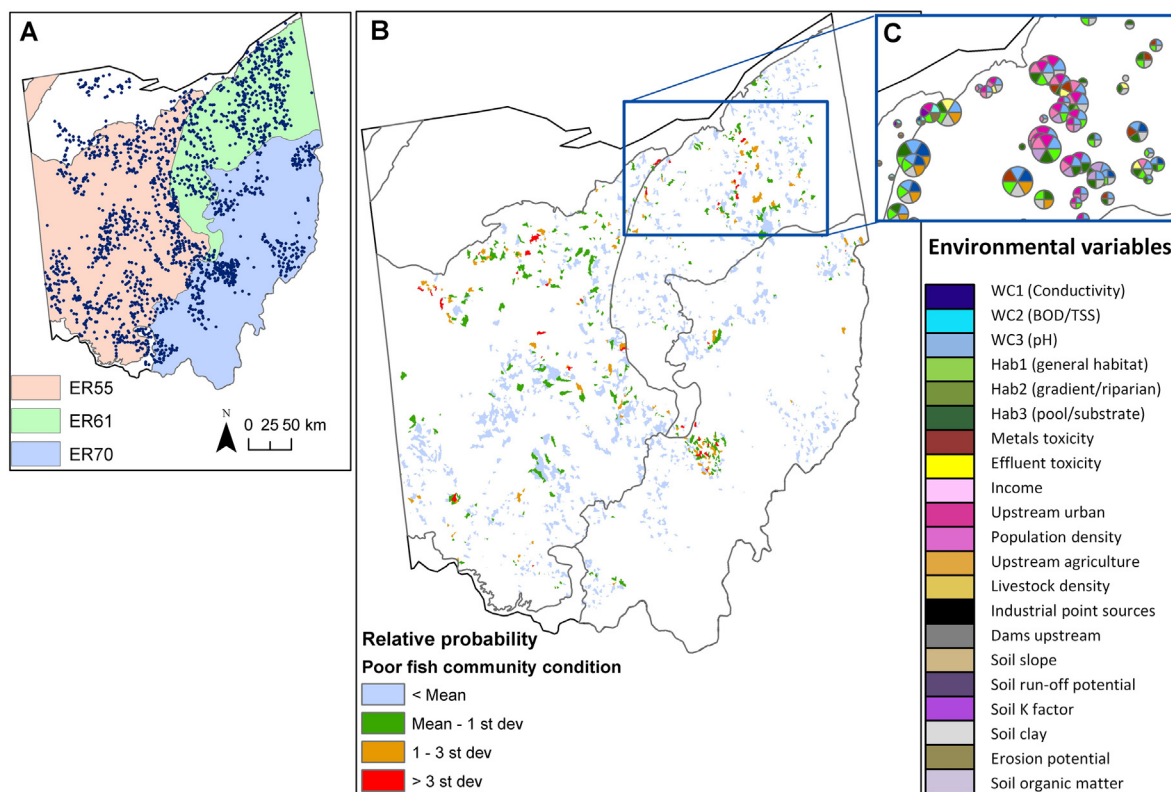 A
ER55
ER61
ER70
N
0 25 50 km
B
Relative probability
Poor fish community condition
< Mean
Mean - 1 st dev
1 - 3 st dev
> 3 st dev
C
Environmental variables
WC1 (Conductivity)
WC2 (BOD/TSS)
WC3 (pH)
Hab1 (general habitat)
Hab2 (gradient/riparian)
Hab3 (pool/substrate)
Metals toxicity
Effluent toxicity
Income
Upstream urban
Population density
Upstream agriculture
Livestock density
Industrial point sources
Dams upstream
Soil slope
Soil run-off potential
Soil K factor
Soil clay
Erosion potential
Soil organic matter